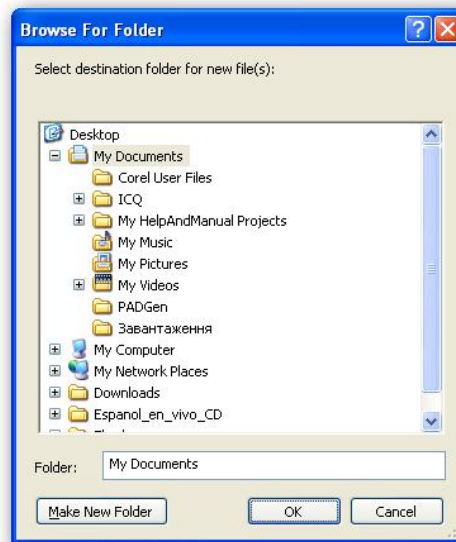 Browse For Folder
Select destination folder for new file(s):
Desktop
My Documents
Corel User Files
ICQ
My HelpAndManual Projects
My Music
My Pictures
My Videos
PADGen
Завантаження
My Computer
My Network Places
Downloads
Espanol_en_vivo_CD
Folder: My Documents
Make New Folder OK Cancel